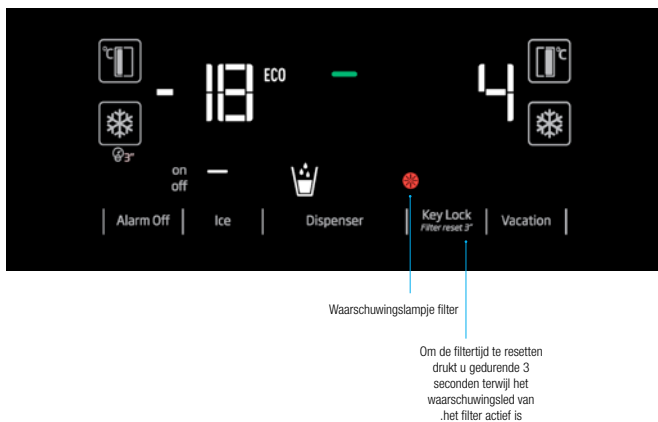 °C
°C
-18 ECO
4
3"
on
off
Alarm Off
Ice
Dispenser
Key Lock
Filter reset 3"
Vacation
Waarschuwingslampje filter
Om de filtertijd te resetten
drukt u gedurende 3
seconden terwijl het
waarschuwingsled van
.het filter actief is